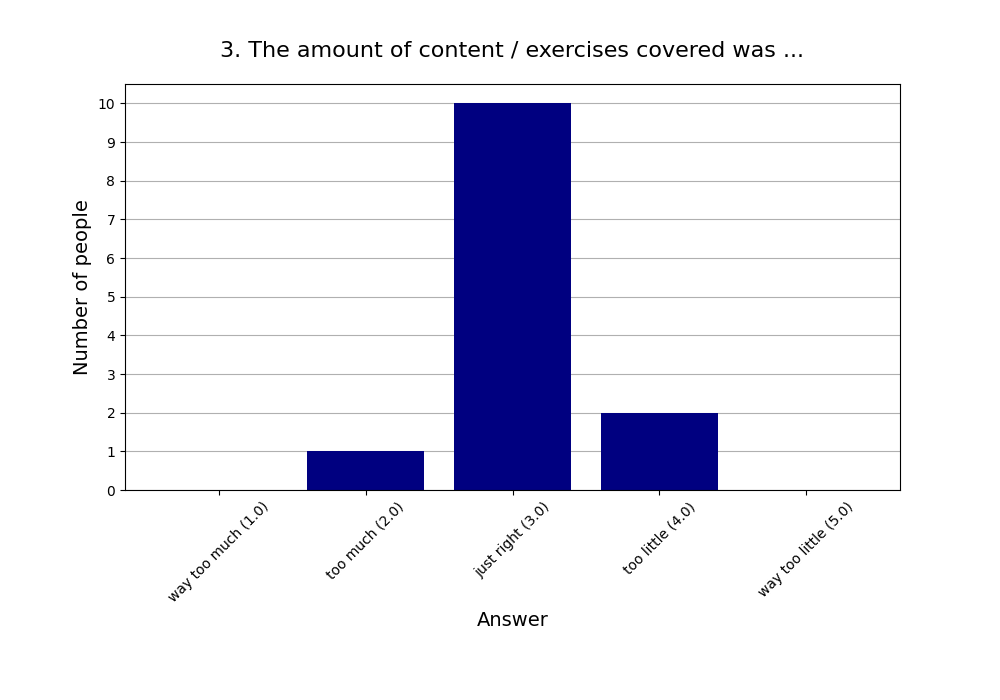 3. The amount of content / exercises covered was ...
Number of people
10
9
8
7
6
5
4
3
2
1
0
way too much (1.0)
too much (2.0)
just right (3.0)
too little (4.0)
way too little (5.0)
Answer